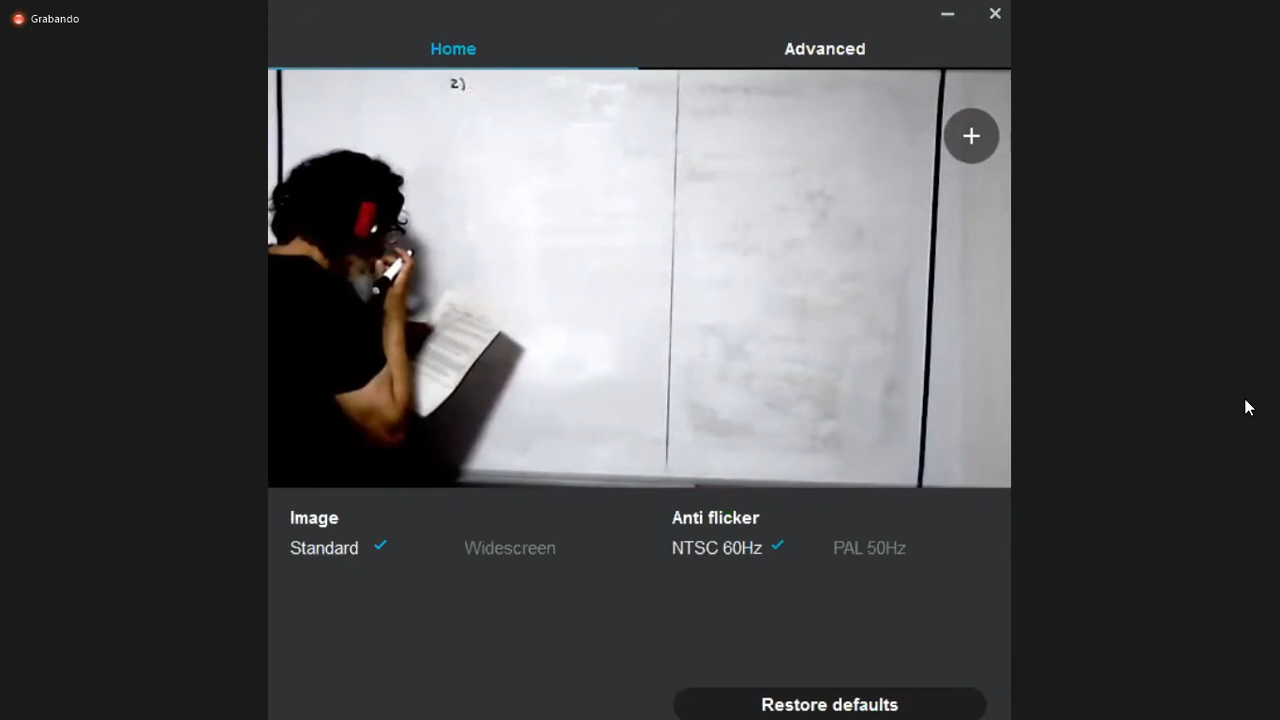 Grabando
Home
Advanced
2)
Image
Anti flicker
Standard
Widescreen
NTSC 60Hz
PAL 50Hz
Restore defaults